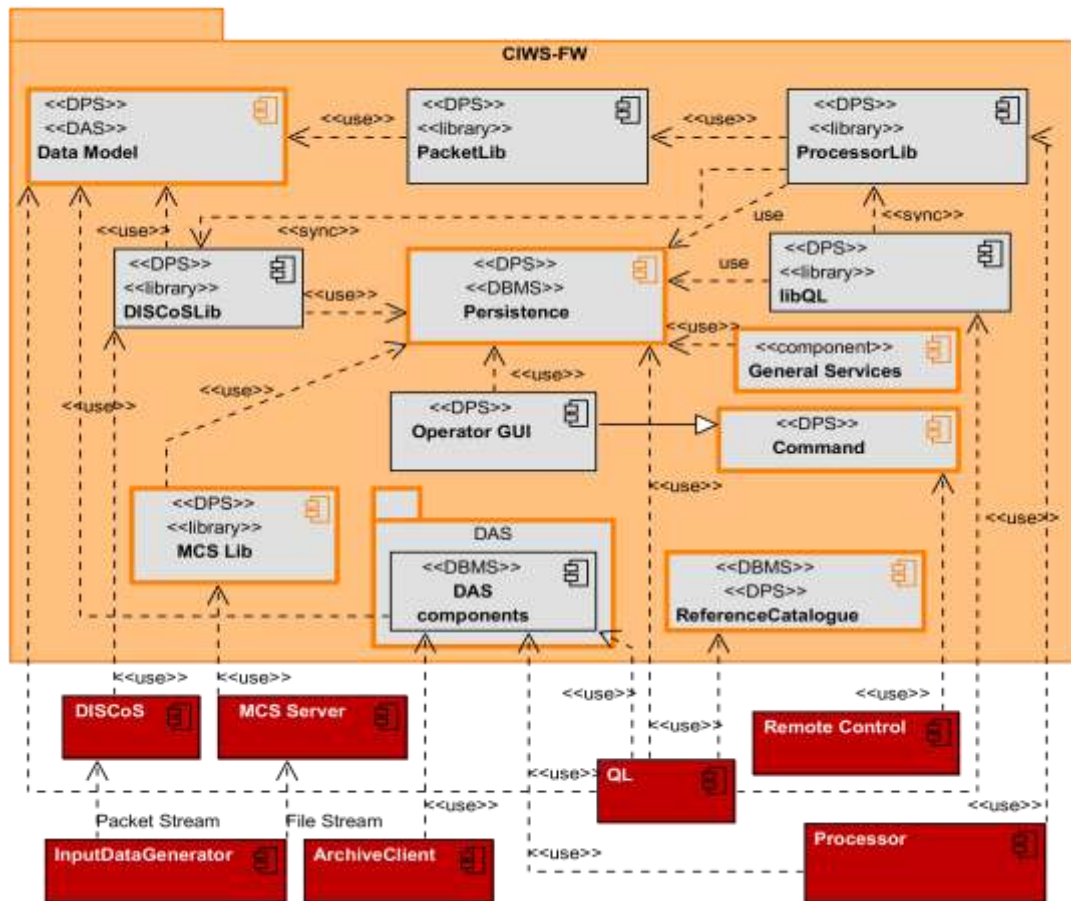 CIWS-FW
<<DPS>>
<<DAS>>
Data Model
<<use>>
<<DPS>>
<<library>>
PacketLib
<<use>>
<<DPS>>
<<library>>
ProcessorLib
<<use>>
<<sync>>
use
<<sync>>
<<DPS>>
<<library>>
DISCoSLib
<<use>>
<<DPS>>
<<DBMS>>
Persistence
use
<<DPS>>
<<library>>
libQL
<<use>>
<<component>>
General Services
<<use>>
<<use>>
<<use>>
<<DPS>>
Operator GUI
<<DPS>>
Command
<<use>>
<<use>>
<<DPS>>
<<library>>
MCS Lib
DAS
<<DBMS>>
DAS
components
<<DBMS>>
<<DPS>>
ReferenceCatalogue
<<use>>
<<use>>
<<use>>
<<use>>
DISCoS
MCS Server
<<use>>
Remote Control
<<use>>
QL
Packet Stream
File Stream
<<use>>
<<use>>
InputDataGenerator
ArchiveClient
<<use>>
Processor